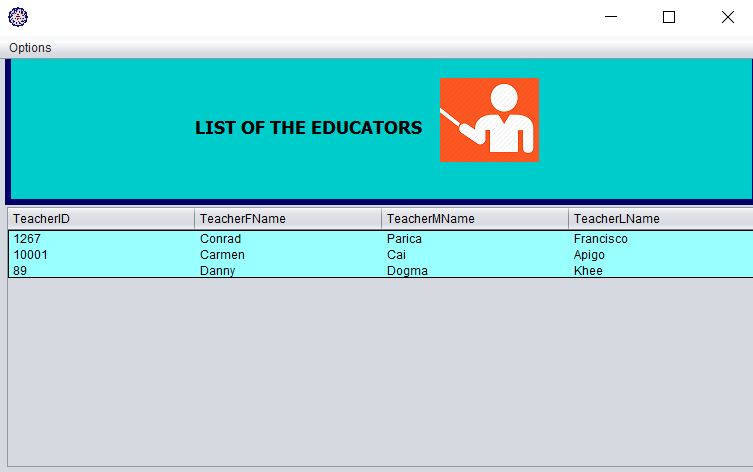 Options
LIST OF THE EDUCATORS
TeacherID TeacherFName TeacherMName TeacherLName
1267 Conrad Parica Francisco
10001 Carmen Cai Apigo
89 Danny Dogma Khee